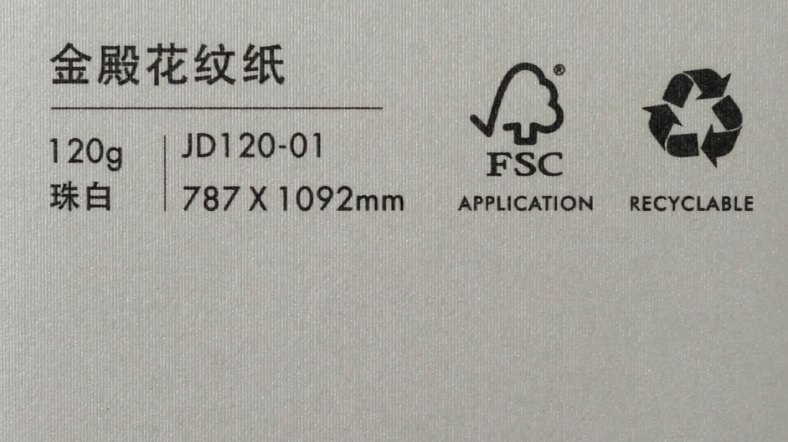 金殿花纹纸
120g
珠白
JD120-01
787 X 1092mm
®
FSC
APPLICATION
RECYCLABLE